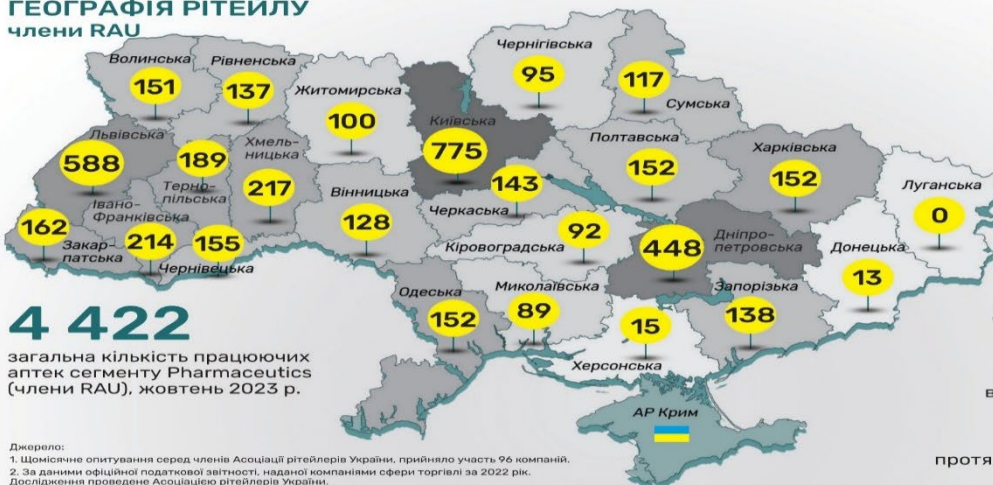 ГЕОГРАФІЯ РІТЕЙЛУ
члени RAU
Волинська
151
Рівненська
137
Житомирська
100
Київська
775
Чернігівська
95
117
Сумська
Львівська
588
189
Терно-
пільська
Хмель-
ницька
217
Вінницька
128
143
Черкаська
Полтавська
152
Харківська
152
Луганська
0
162
Закар-
патська
Івано-
Франківська
214
155
Чернівецька
Кіровоградська
92
448
Дніпро-
петровська
Донецька
13
Одеська
152
Миколаївська
89
15
Херсонська
Запорізька
138
АР Крим
4 422
загальна кількість працюючих
аптек сегменту Pharmaceutics
(члени RAU), жовтень 2023 р.
Джерело:
1. Щомісячне опитування серед членів Асоціації рітейлерів України, прийняло участь 96 компаній.
2. За даними офіційної податкової звітності, наданої компаніями сфери торгівлі за 2022 рік.
Дослідження проведене Асоціацією рітейлерів України.
в
протя